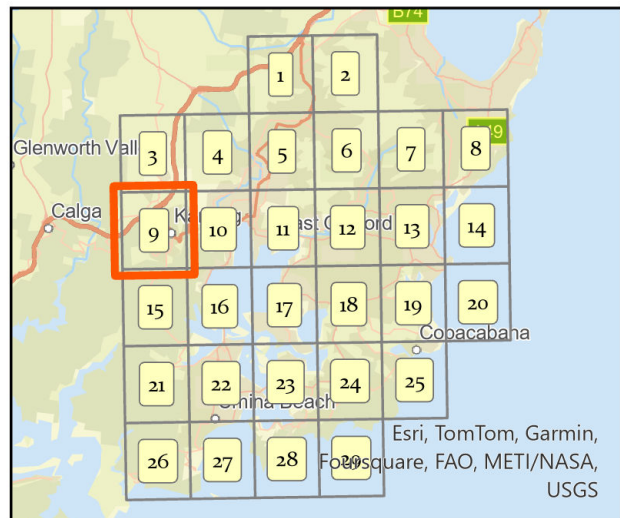 B74
1 2
Glenworth Vall
3 4 5 6 7 8
Calga
9 10 11 12 13 14
15 16 17 18 19 20
Copacabana
21 22 23 24 25
Beach
26 27 28 29
Esri, TomTom, Garmin,
Foursquare, FAO, METI/NASA,
USGS